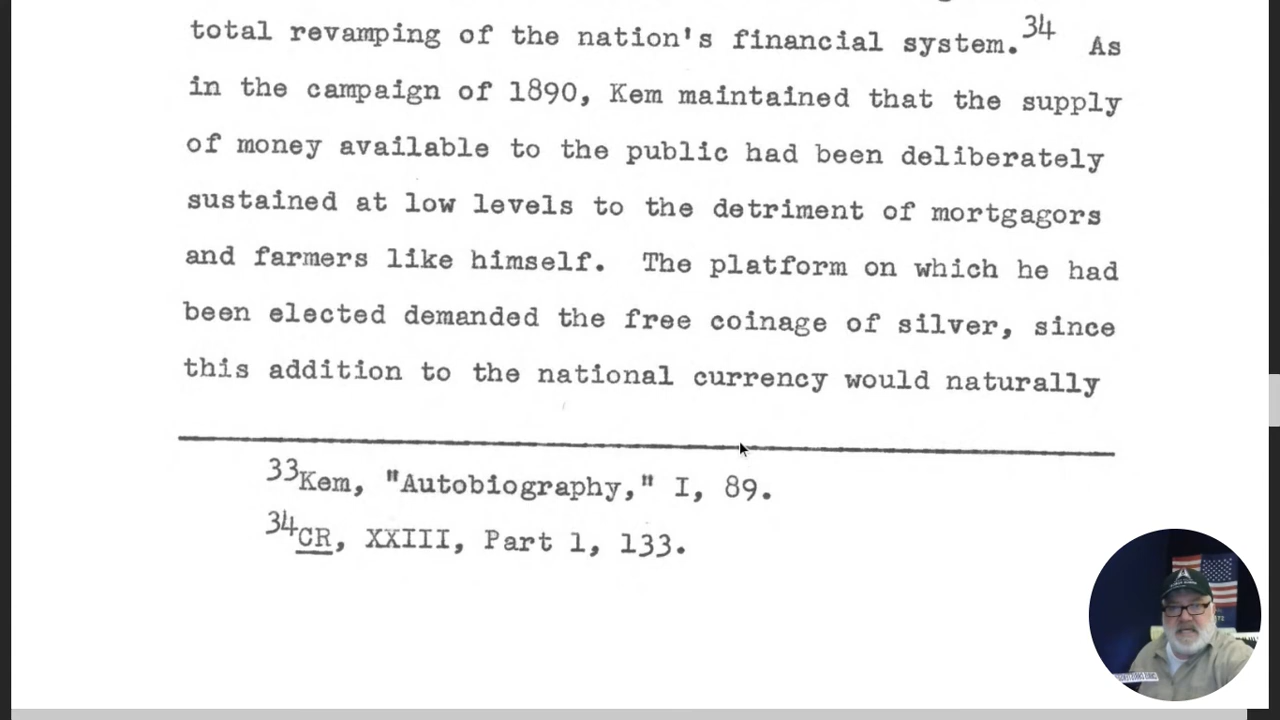 total revamping of the nation's financial system.34 As
in the campaign of 1890, Kem maintained that the supply
of money available to the public had been deliberately
sustained at low levels to the detriment of mortgagors
and farmers like himself. The platform on which he had
been elected demanded the free coinage of silver, since
this addition to the national currency would naturally
33Kem, "Autobiography," I, 89.
34CR, XXIII, Part 1, 133.